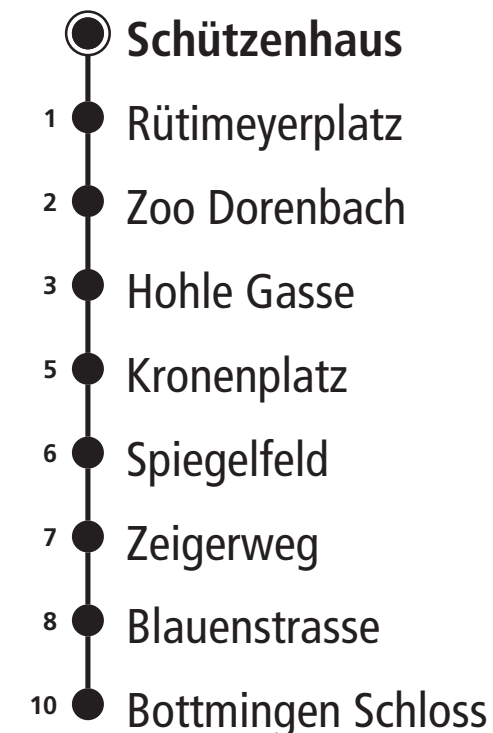 Schützenhaus
1 Rütimeyerplatz
2 Zoo Dorenbach
3 Hohle Gasse
5 Kronenplatz
6 Spiegelfeld
7 Zeigerweg
8 Blauenstrasse
10 Bottmingen Schloss